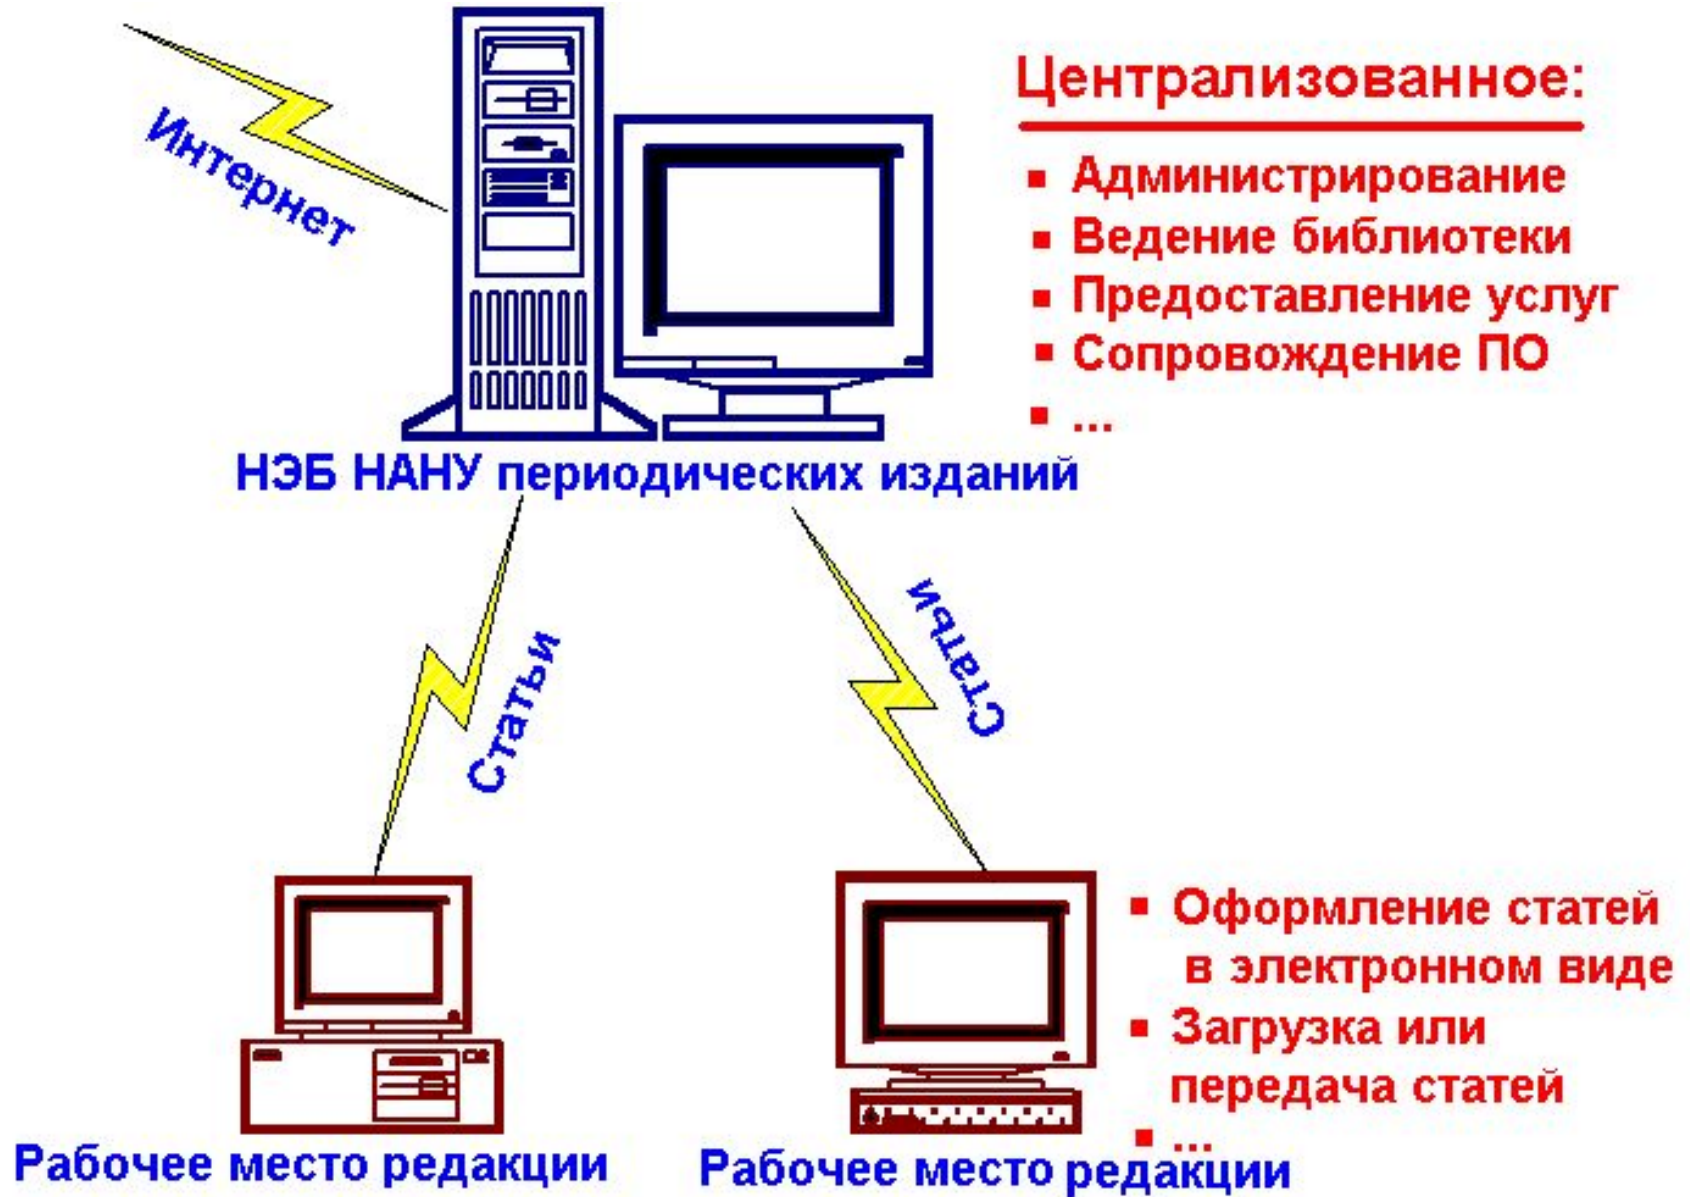 Интернет
Централизованное:
▪ Администрирование
▪ Ведение библиотеки
▪ Предоставление услуг
▪ Сопровождение ПО
▪ ...
НЭБ НАНУ периодических изданий
Статьи
Статьи
▪ Оформление статей
в электронном виде
▪ Загрузка или
передача статей
▪ ...
Рабочее место редакции
Рабочее место редакции